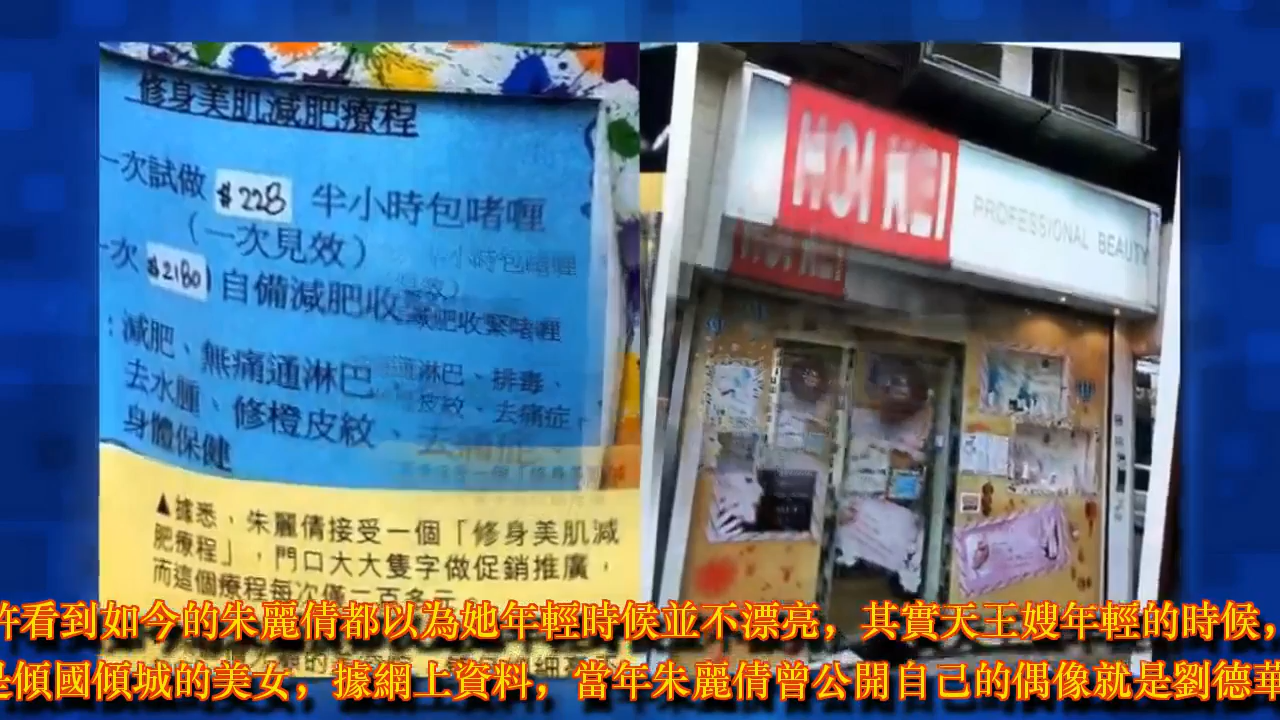 修身美肌減肥療程
一次試做 $228 半小時包啫喱
(一次見效)
一次 $2180 自備減肥收緊啫喱
:減肥、無痛通淋巴、排毒、
去水腫、修橙皮紋、去痛症、
身體保健
▲據悉,朱麗倩接受一個「修身美肌減
肥療程」,門口大大隻字做促銷推廣,
而這個療程每次僅二百多元
HOI KEI
PROFESSIONAL BEAUTY
許看到如今的朱麗倩都以為她年輕時候並不漂亮,其實天王嫂年輕的時候,
是傾國傾城的美女,據網上資料,當年朱麗倩曾公開自己的偶像就是劉德華